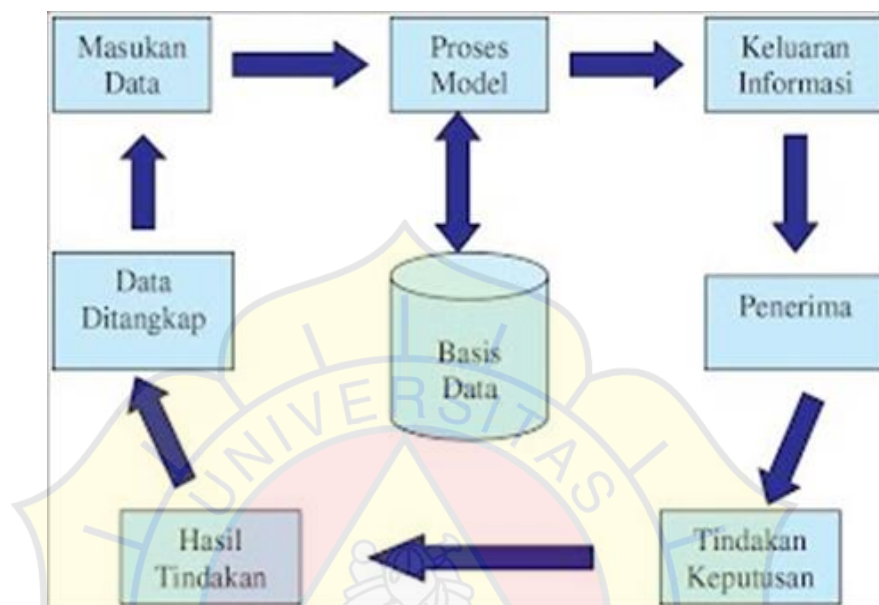 Masukan
Data
Proses
Model
Keluaran
Informasi
Data
Ditangkap
Basis
Data
Penerima
Hasil
Tindakan
Tindakan
Keputusan
UNIVERSITAS